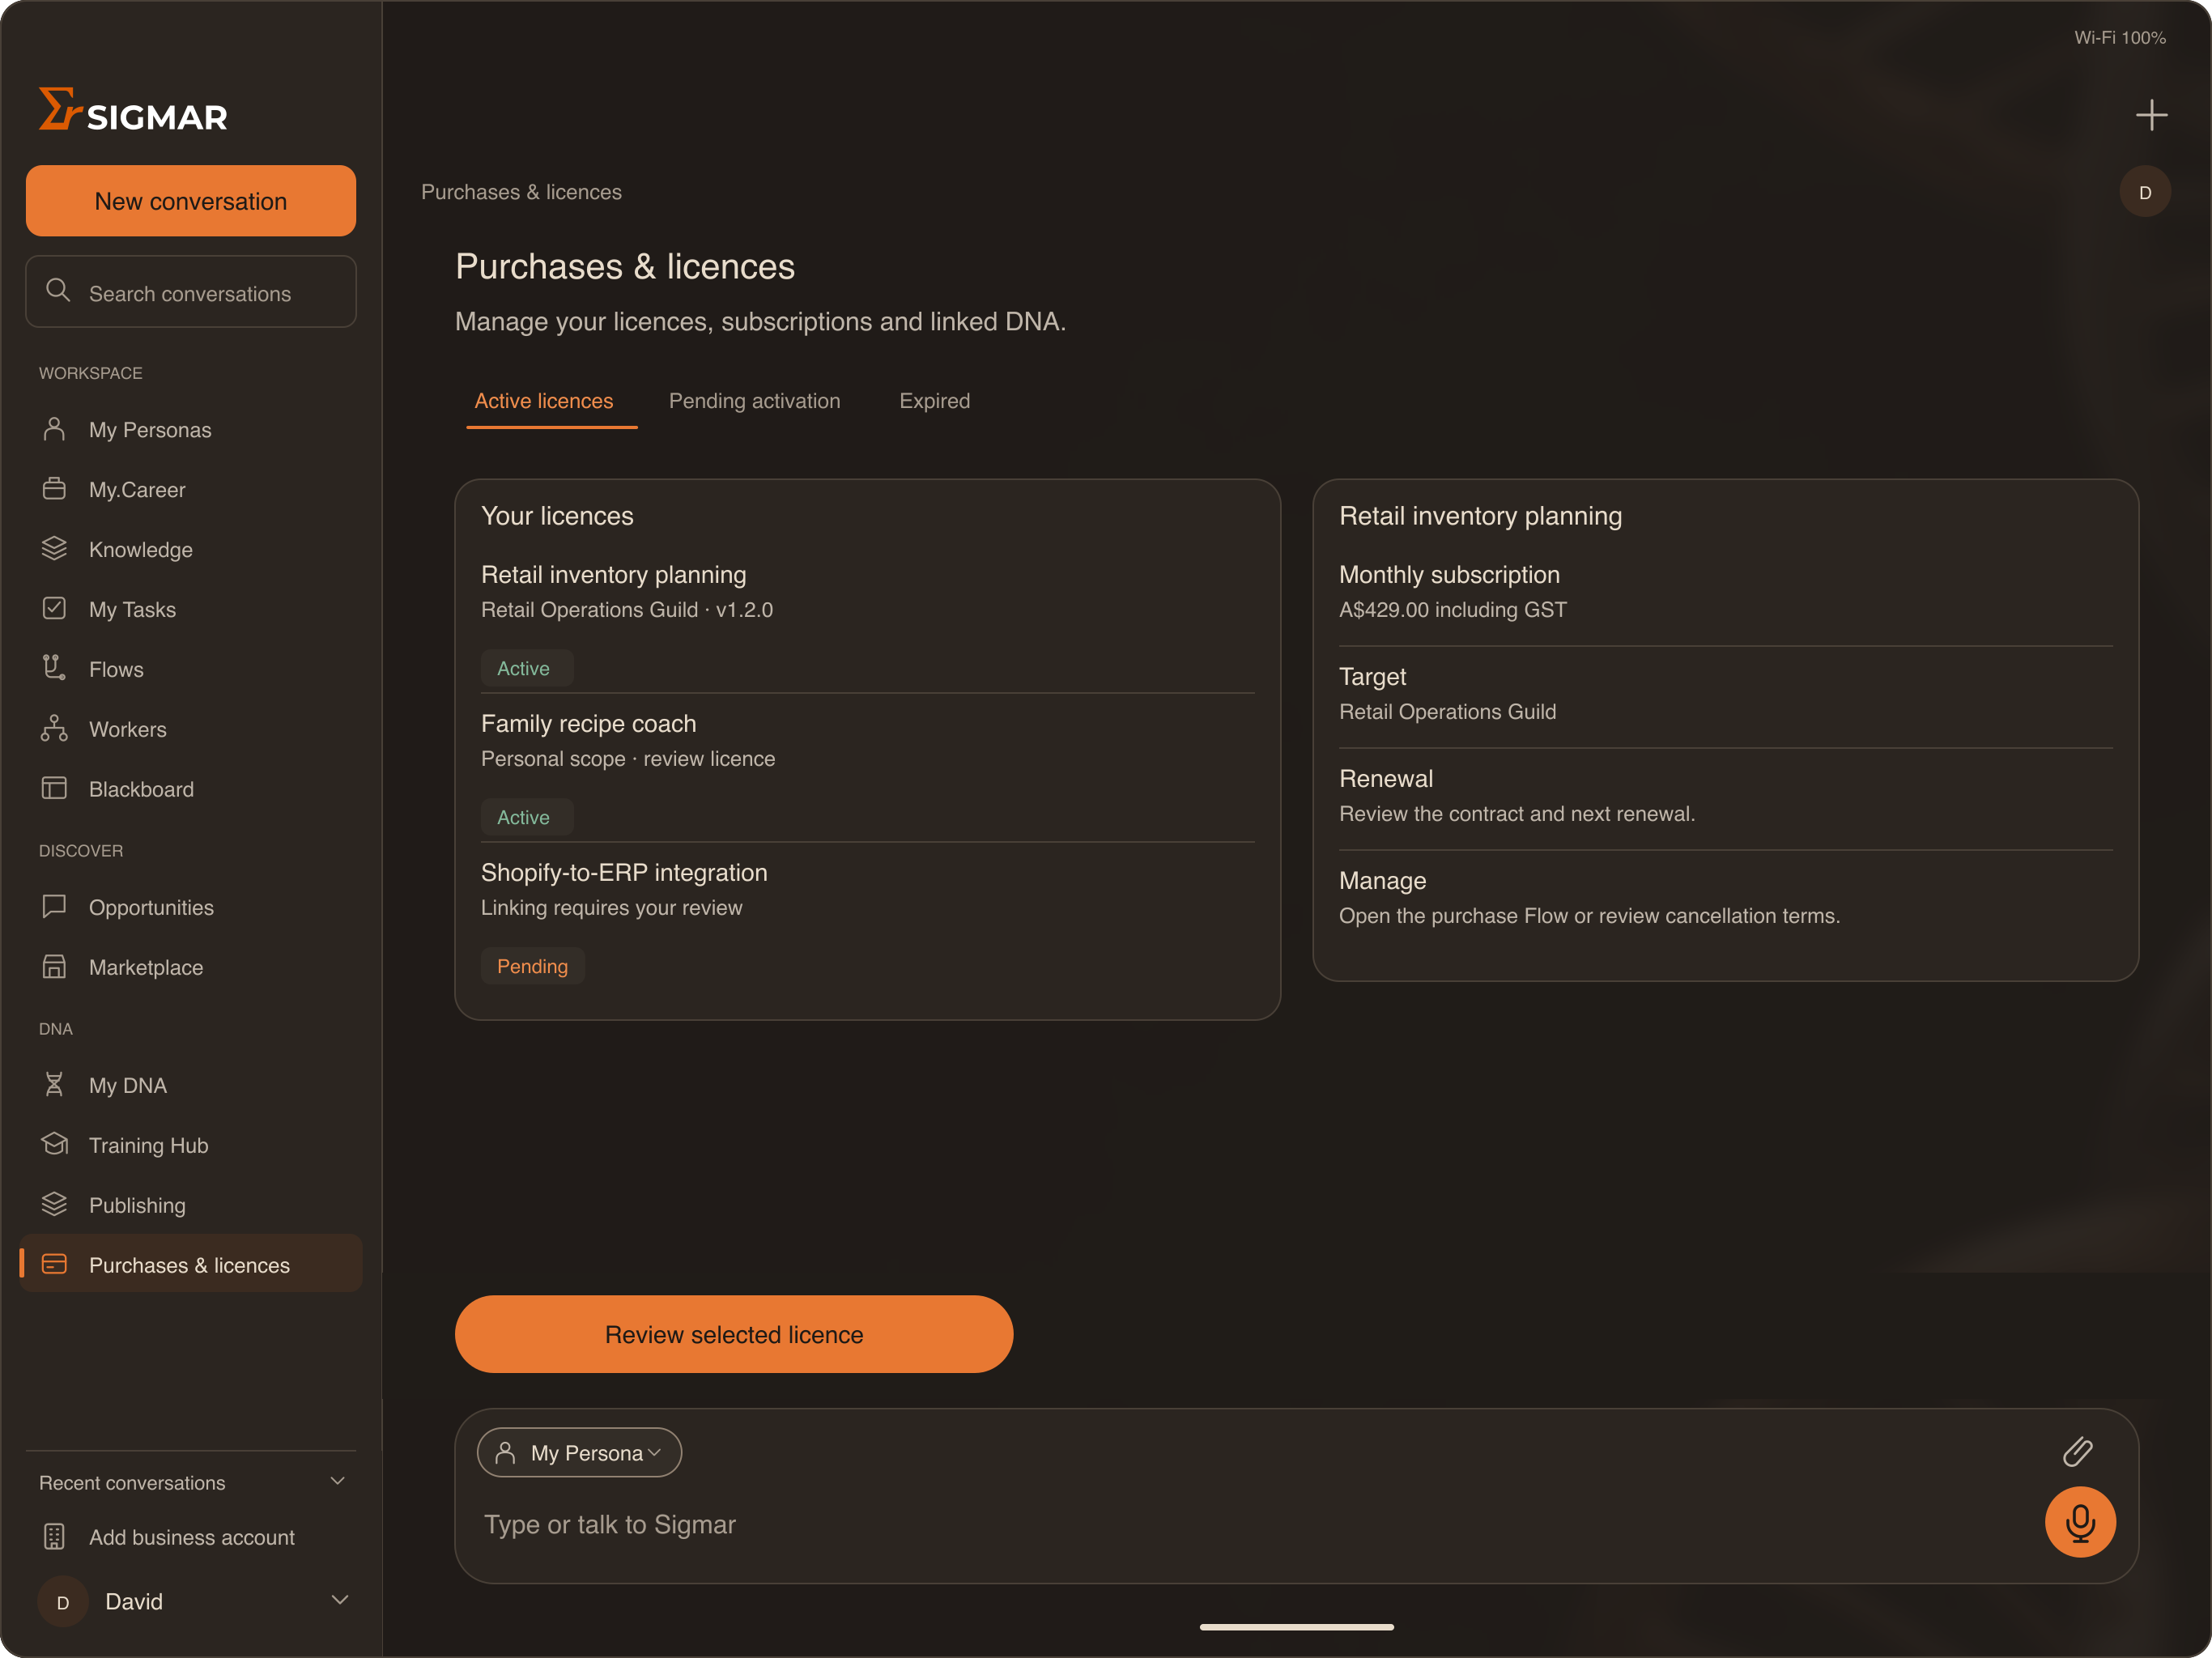 Wi-Fi 100%
Σr SIGMAR
New conversation
Search conversations
WORKSPACE
My Personas
My.Career
Knowledge
My Tasks
Flows
Workers
Blackboard
DISCOVER
Opportunities
Marketplace
DNA
My DNA
Training Hub
Publishing
Purchases & licences
Recent conversations
Add business account
D
David
Purchases & licences
D
Purchases & licences
Manage your licences, subscriptions and linked DNA.
Active licences
Pending activation
Expired
Your licences
Retail inventory planning
Retail Operations Guild · v1.2.0
Active
Family recipe coach
Personal scope · review licence
Active
Shopify-to-ERP integration
Linking requires your review
Pending
Retail inventory planning
Monthly subscription
A$429.00 including GST
Target
Retail Operations Guild
Renewal
Review the contract and next renewal.
Manage
Open the purchase Flow or review cancellation terms.
Review selected licence
My Persona
Type or talk to Sigmar